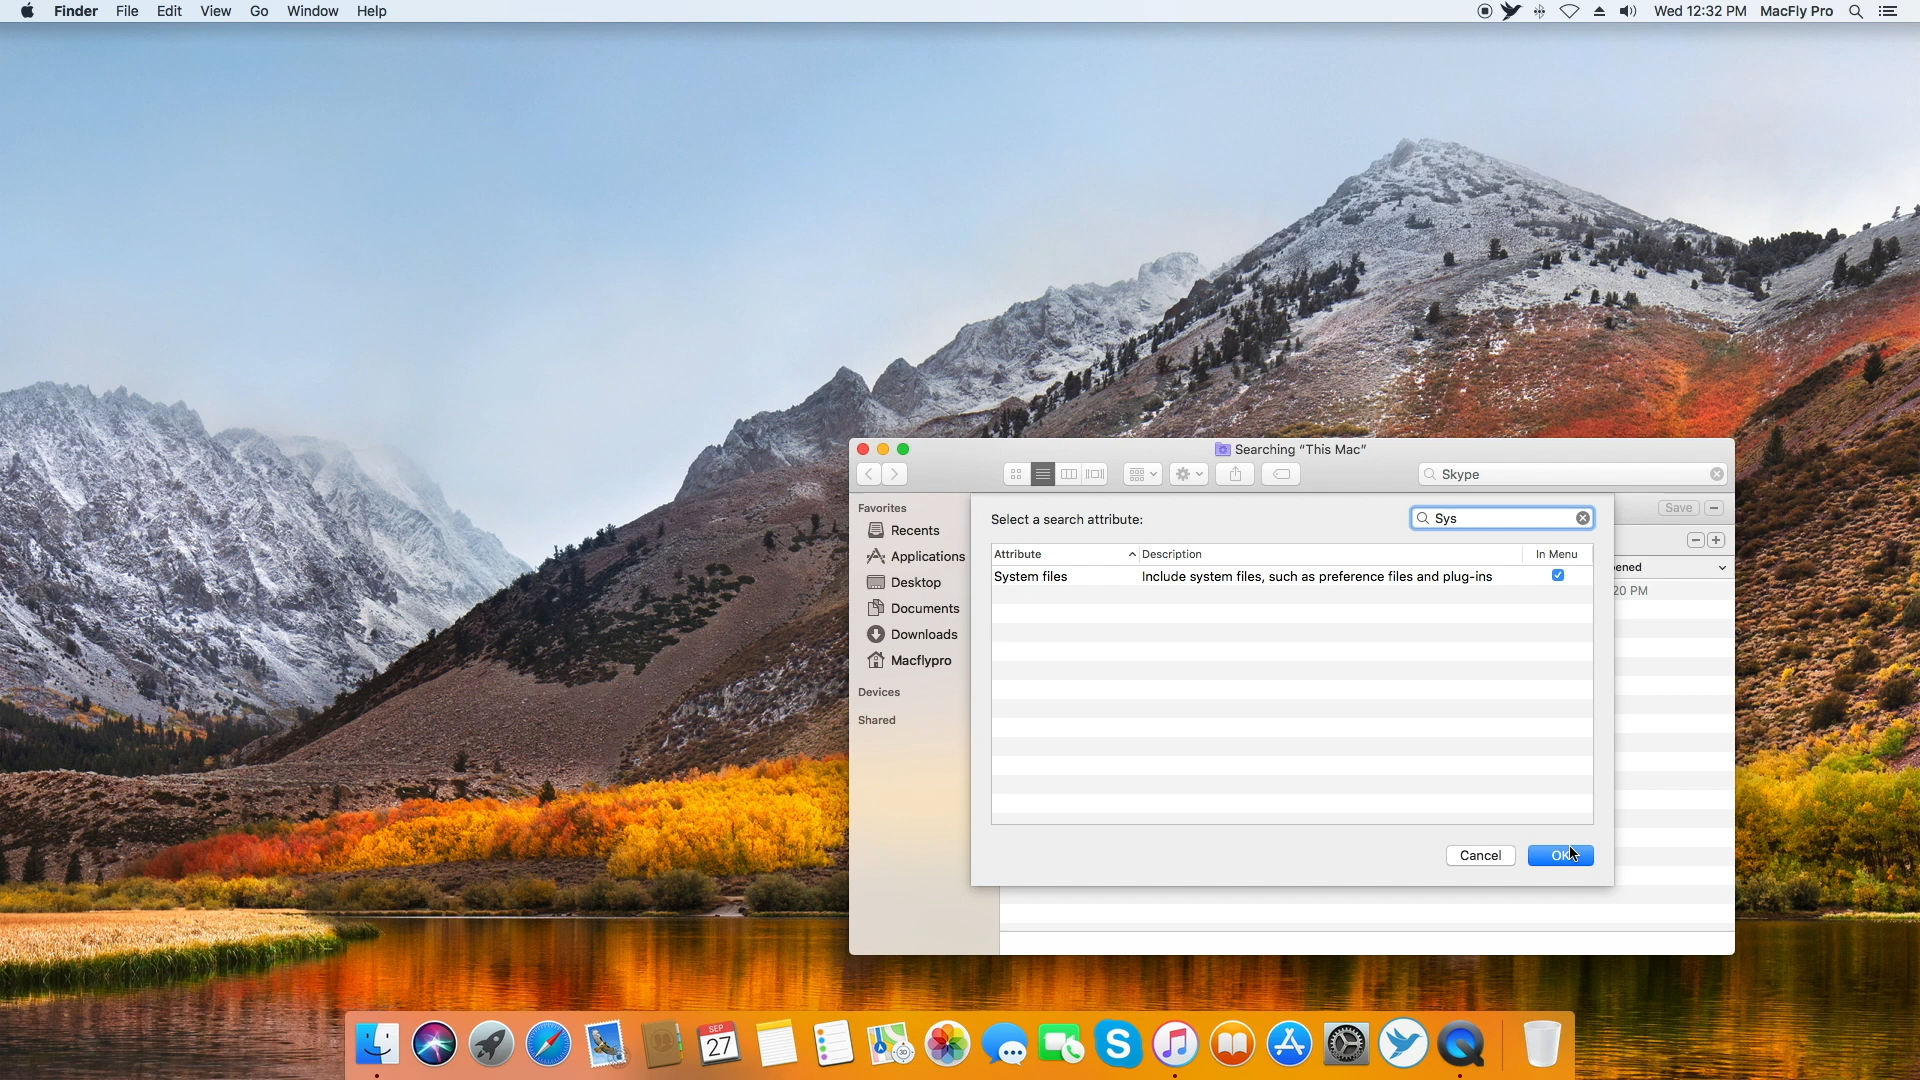 Finder File Edit View Go Window Help
Wed 12:32 PM MacFly Pro
Searching "This Mac"
Skype
Favorites
Recents
Applications
Desktop
Documents
Downloads
Macflypro
Devices
Shared
Select a search attribute:
Sys
Save
Attribute Description In Menu
System files Include system files, such as preference files and plug-ins
ened
20 PM
Cancel OK
SEP
27
3D